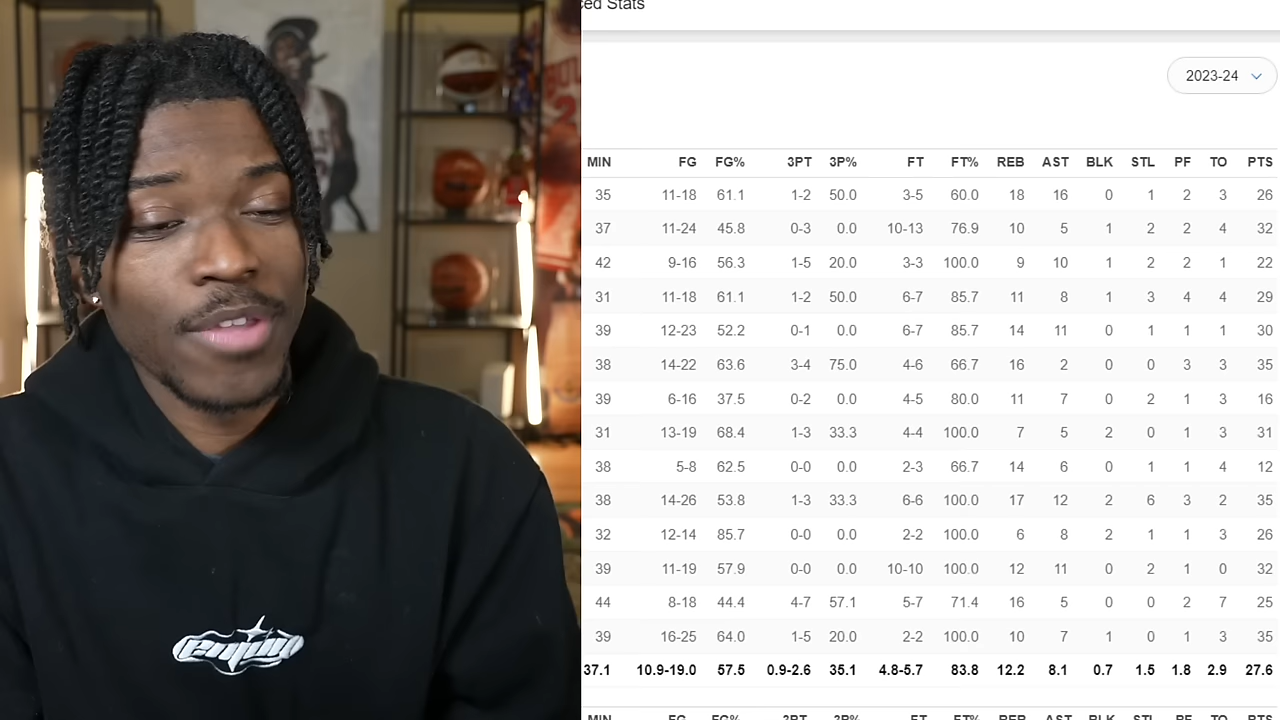 ced Stats
2023-24
MIN FG FG% 3PT 3P% FT FT% REB AST BLK STL PF TO PTS
35 11-18 61.1 1-2 50.0 3-5 60.0 18 16 0 1 2 3 26
37 11-24 45.8 0-3 0.0 10-13 76.9 10 5 1 2 2 4 32
42 9-16 56.3 1-5 20.0 3-3 100.0 9 10 1 2 2 1 22
31 11-18 61.1 1-2 50.0 6-7 85.7 11 8 1 3 4 4 29
39 12-23 52.2 0-1 0.0 6-7 85.7 14 11 0 1 1 1 30
38 14-22 63.6 3-4 75.0 4-6 66.7 16 2 0 0 3 3 35
39 6-16 37.5 0-2 0.0 4-5 80.0 11 7 0 2 1 3 16
31 13-19 68.4 1-3 33.3 4-4 100.0 7 5 2 0 1 3 31
38 5-8 62.5 0-0 0.0 2-3 66.7 14 6 0 1 1 4 12
38 14-26 53.8 1-3 33.3 6-6 100.0 17 12 2 6 3 2 35
32 12-14 85.7 0-0 0.0 2-2 100.0 6 8 2 1 1 3 26
39 11-19 57.9 0-0 0.0 10-10 100.0 12 11 0 2 1 0 32
44 8-18 44.4 4-7 57.1 5-7 71.4 16 5 0 0 2 7 25
39 16-25 64.0 1-5 20.0 2-2 100.0 10 7 1 0 1 3 35
37.1 10.9-19.0 57.5 0.9-2.6 35.1 4.8-5.7 83.8 12.2 8.1 0.7 1.5 1.8 2.9 27.6
MIN FG FG% 3PT 3P% FT FT% REB AST BLK STL PF TO PTS